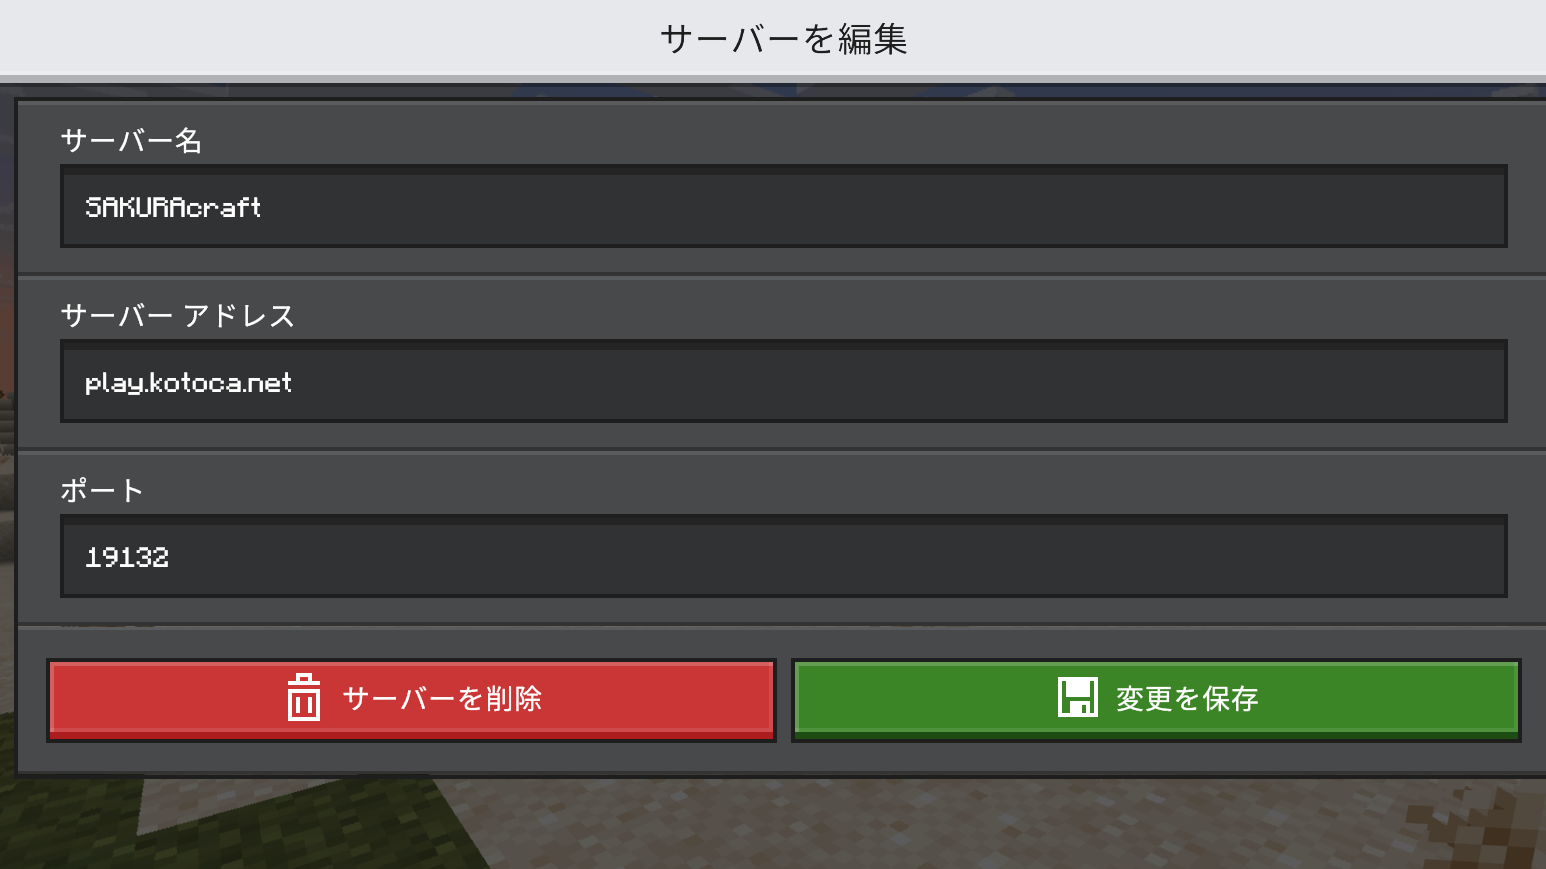 サーバーを編集
サーバー名
SAKURAcraft
サーバー アドレス
play.kotoca.net
ポート
19132
サーバーを削除
変更を保存